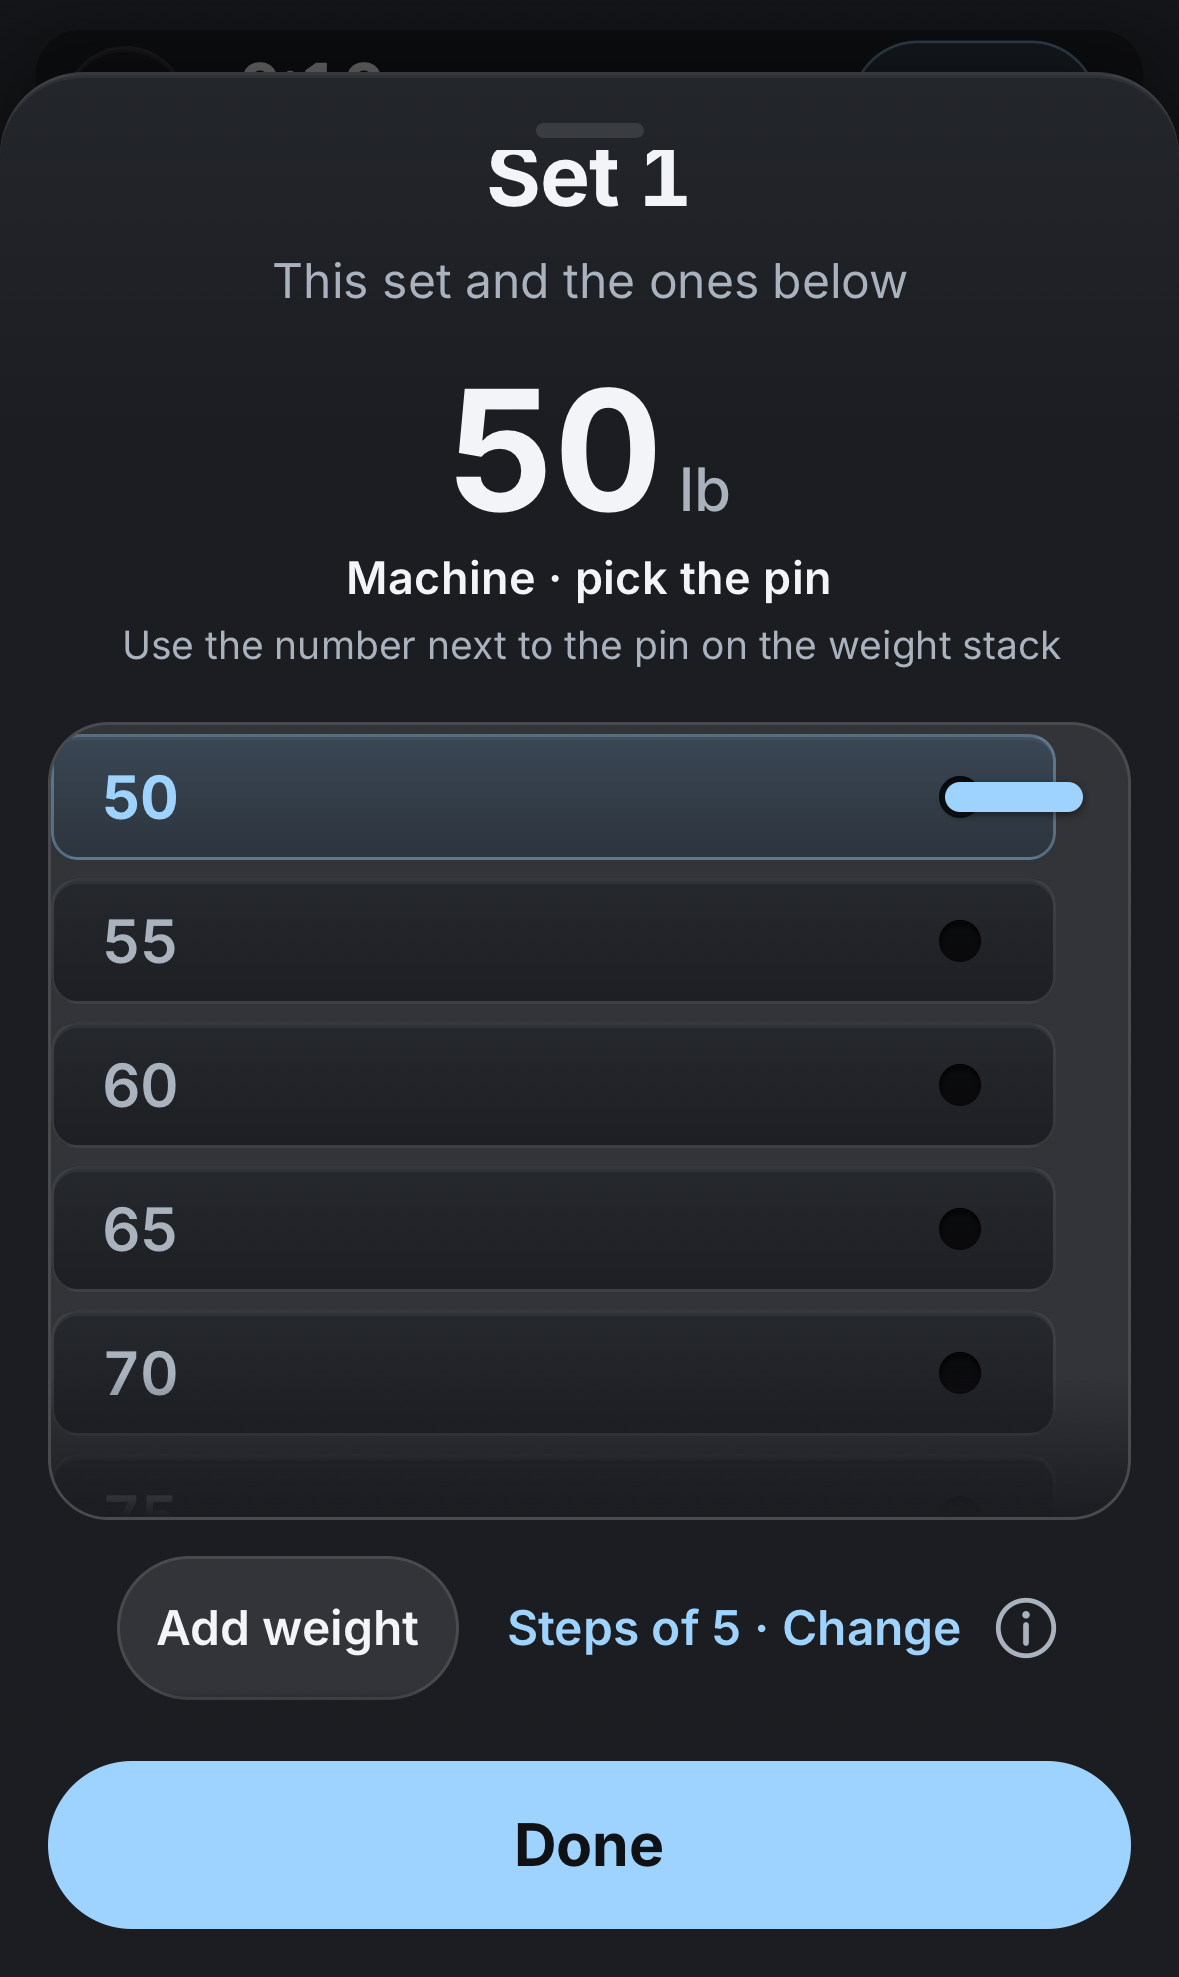 Set 1
This set and the ones below
50 lb
Machine · pick the pin
Use the number next to the pin on the weight stack
50
55
60
65
70
75
Add weight
Steps of 5 · Change
Done